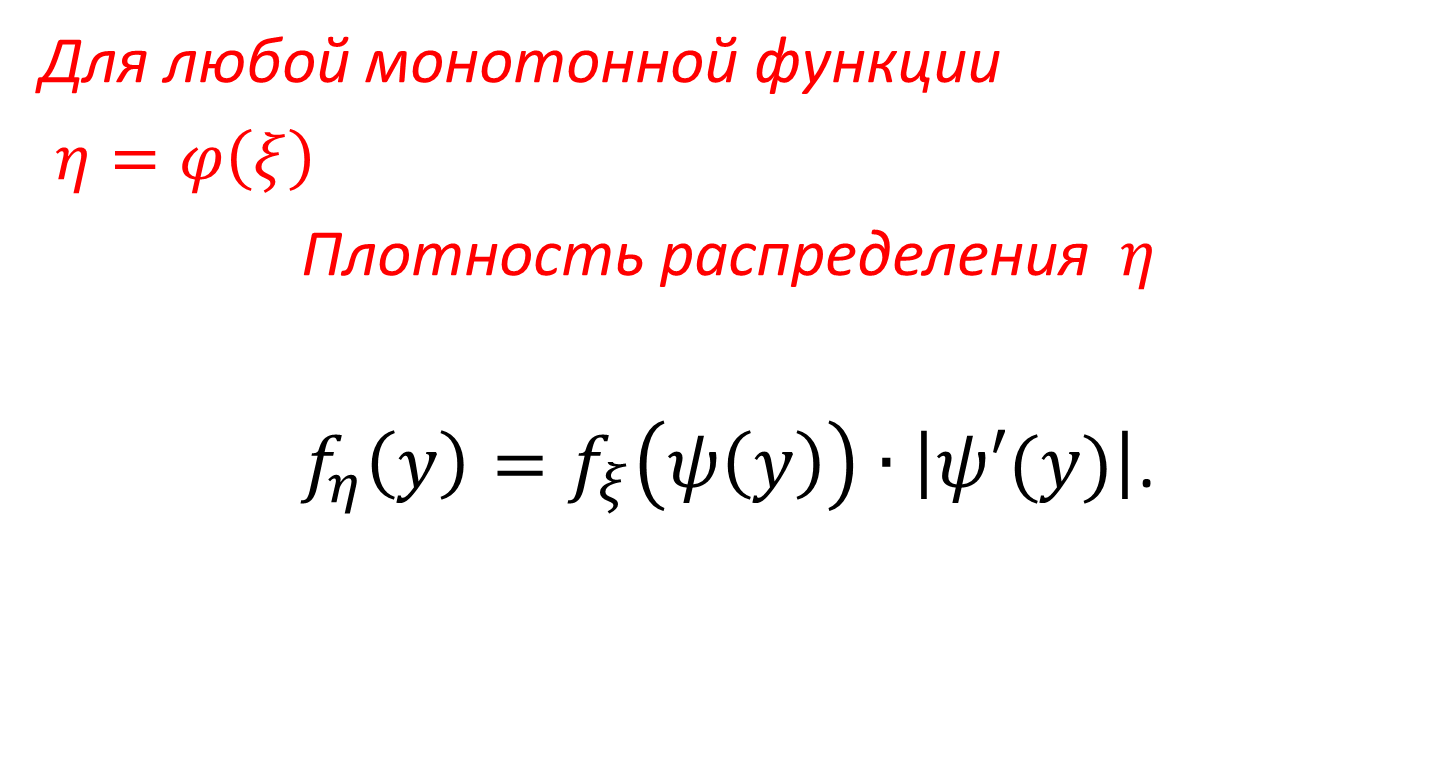 Для любой монотонной функции
η = φ(ξ)
Плотность распределения η
f_η(y) = f_ξ(ψ(y)) · |ψ′(y)|.